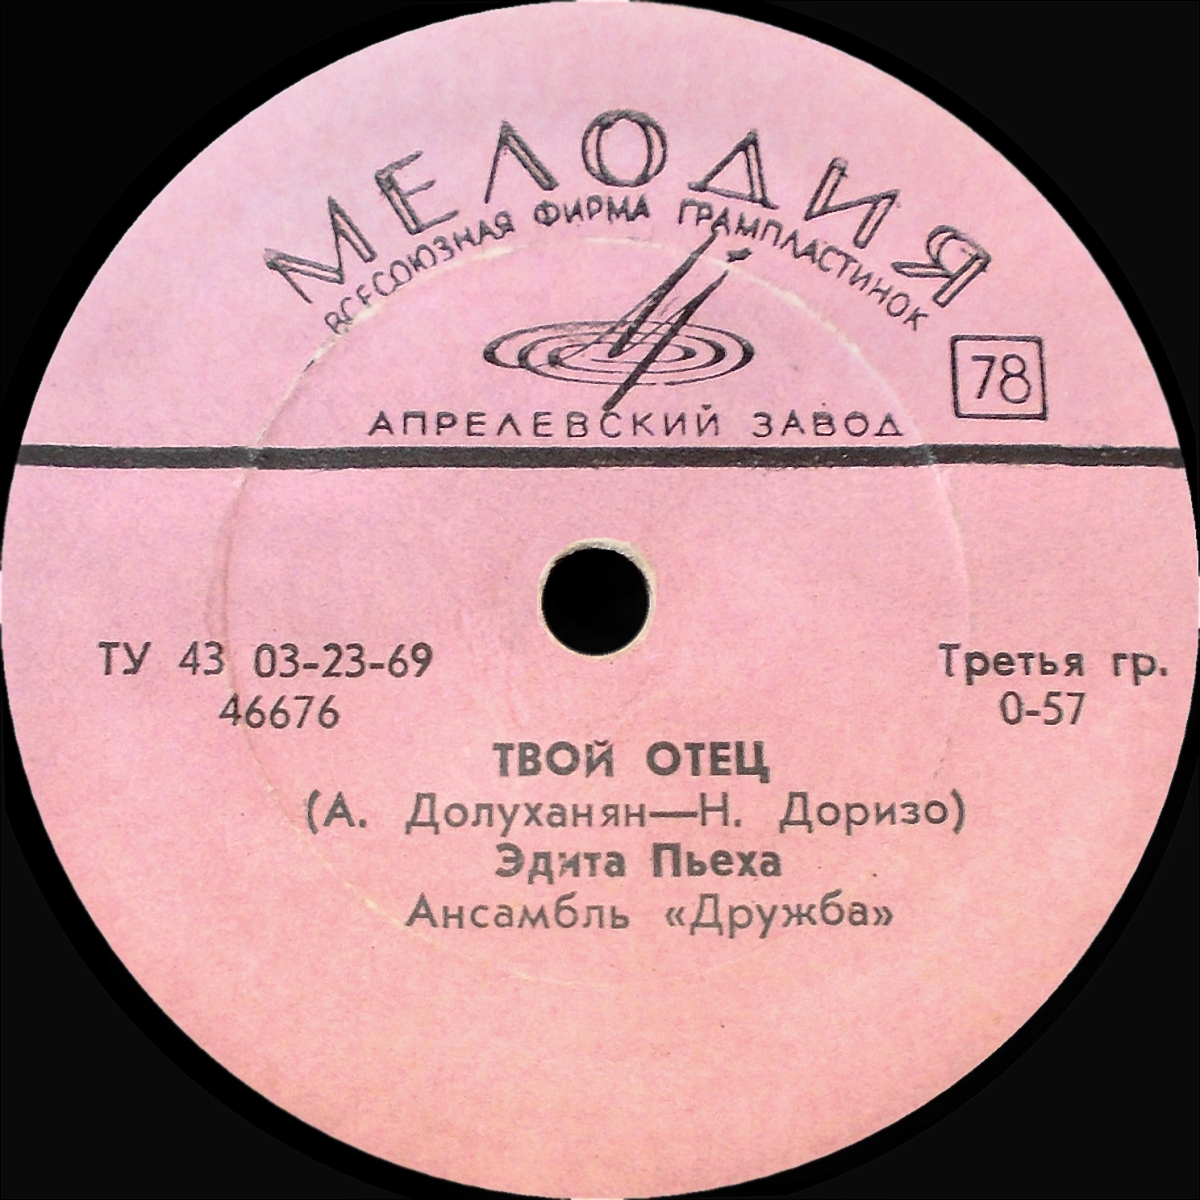 МЕЛОДИЯ
ВСЕСОЮЗНАЯ ФИРМА ГРАМПЛАСТИНОК
78
АПРЕЛЕВСКИЙ ЗАВОД
ТУ 43 03-23-69
46676
Третья гр.
0-57
ТВОЙ ОТЕЦ
(А. Долуханян—Н. Доризо)
Эдита Пьеха
Ансамбль «Дружба»